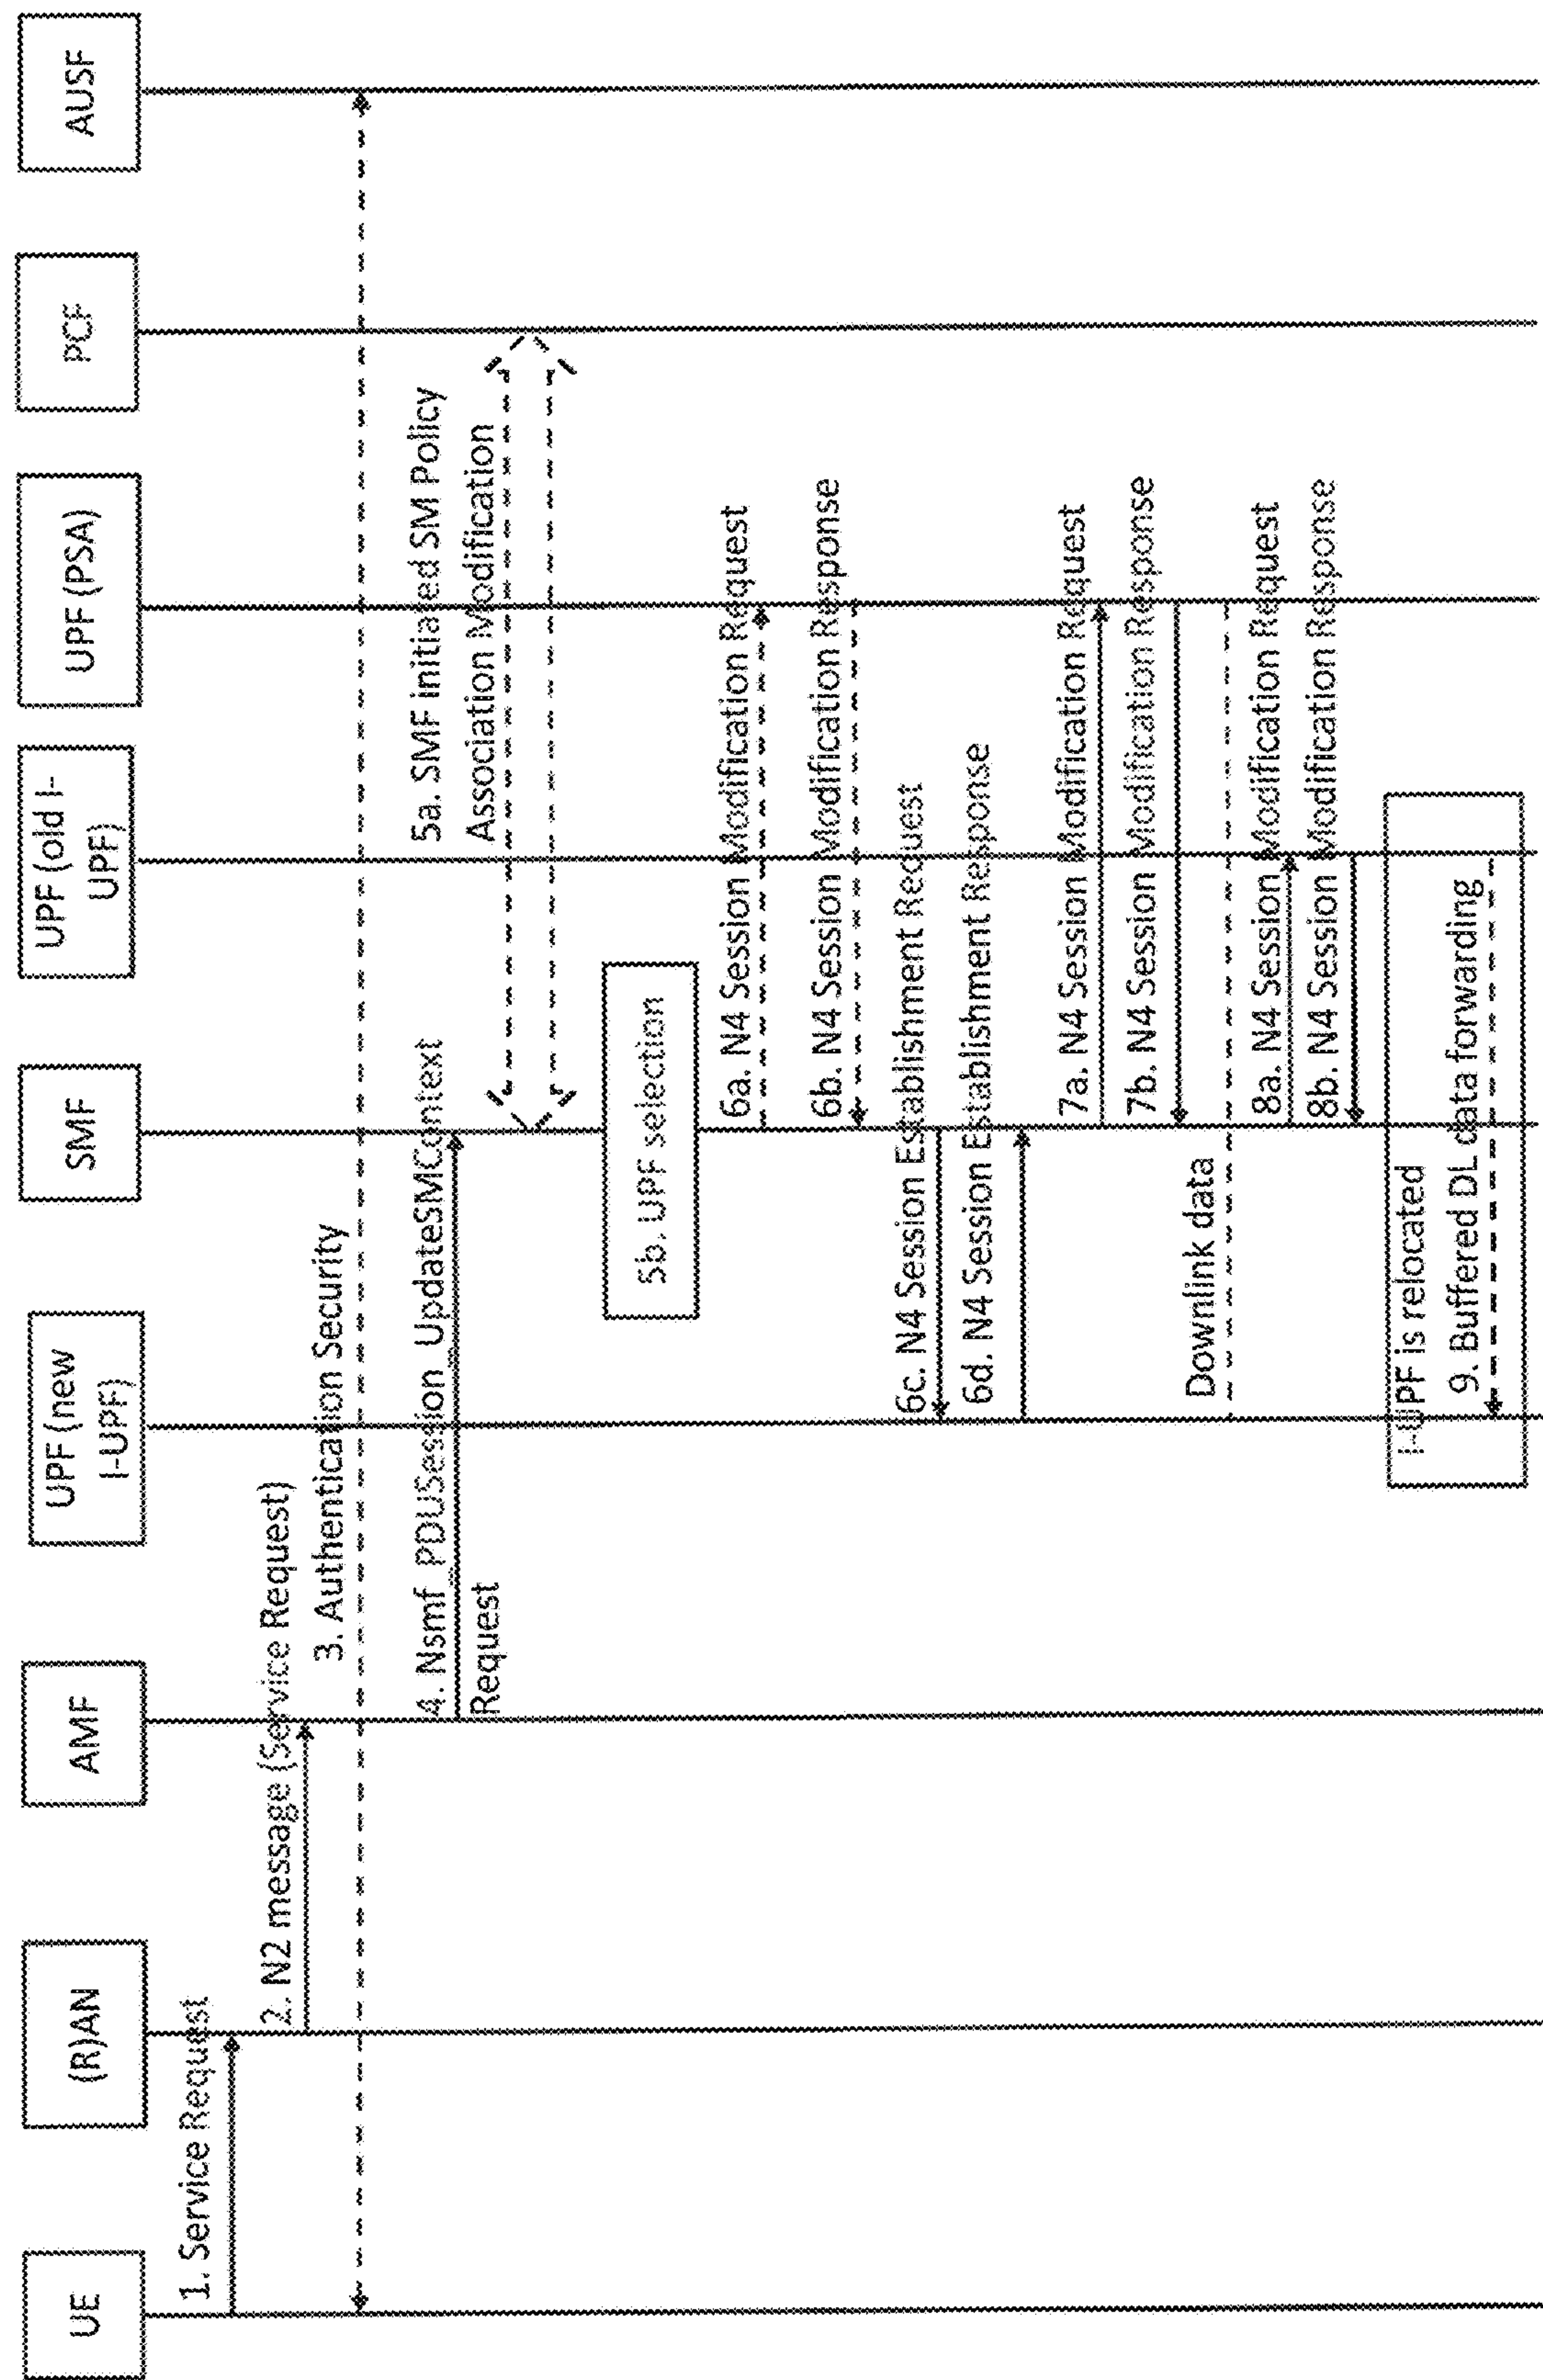 UE
(R)AN
AMF
UPF (new
I-UPF)
SMF
UPF (old I-
UPF)
UPF (PSA)
PCF
AUSF
1. Service Request
2. N2 message (Service Request)
3. Authentication Security
4. Nsmf_PDUSession_UpdateSMContext
Request
5a. SMF initiated SM Policy
Association Modification
5b. UPF selection
6a. N4 Session Modification Request
6b. N4 Session Modification Response
6c. N4 Session Establishment Request
6d. N4 Session Establishment Response
7a. N4 Session Modification Request
7b. N4 Session Modification Response
Downlink data
8a. N4 Session Modification Request
8b. N4 Session Modification Response
I-UPF is relocated
9. Buffered DL data forwarding